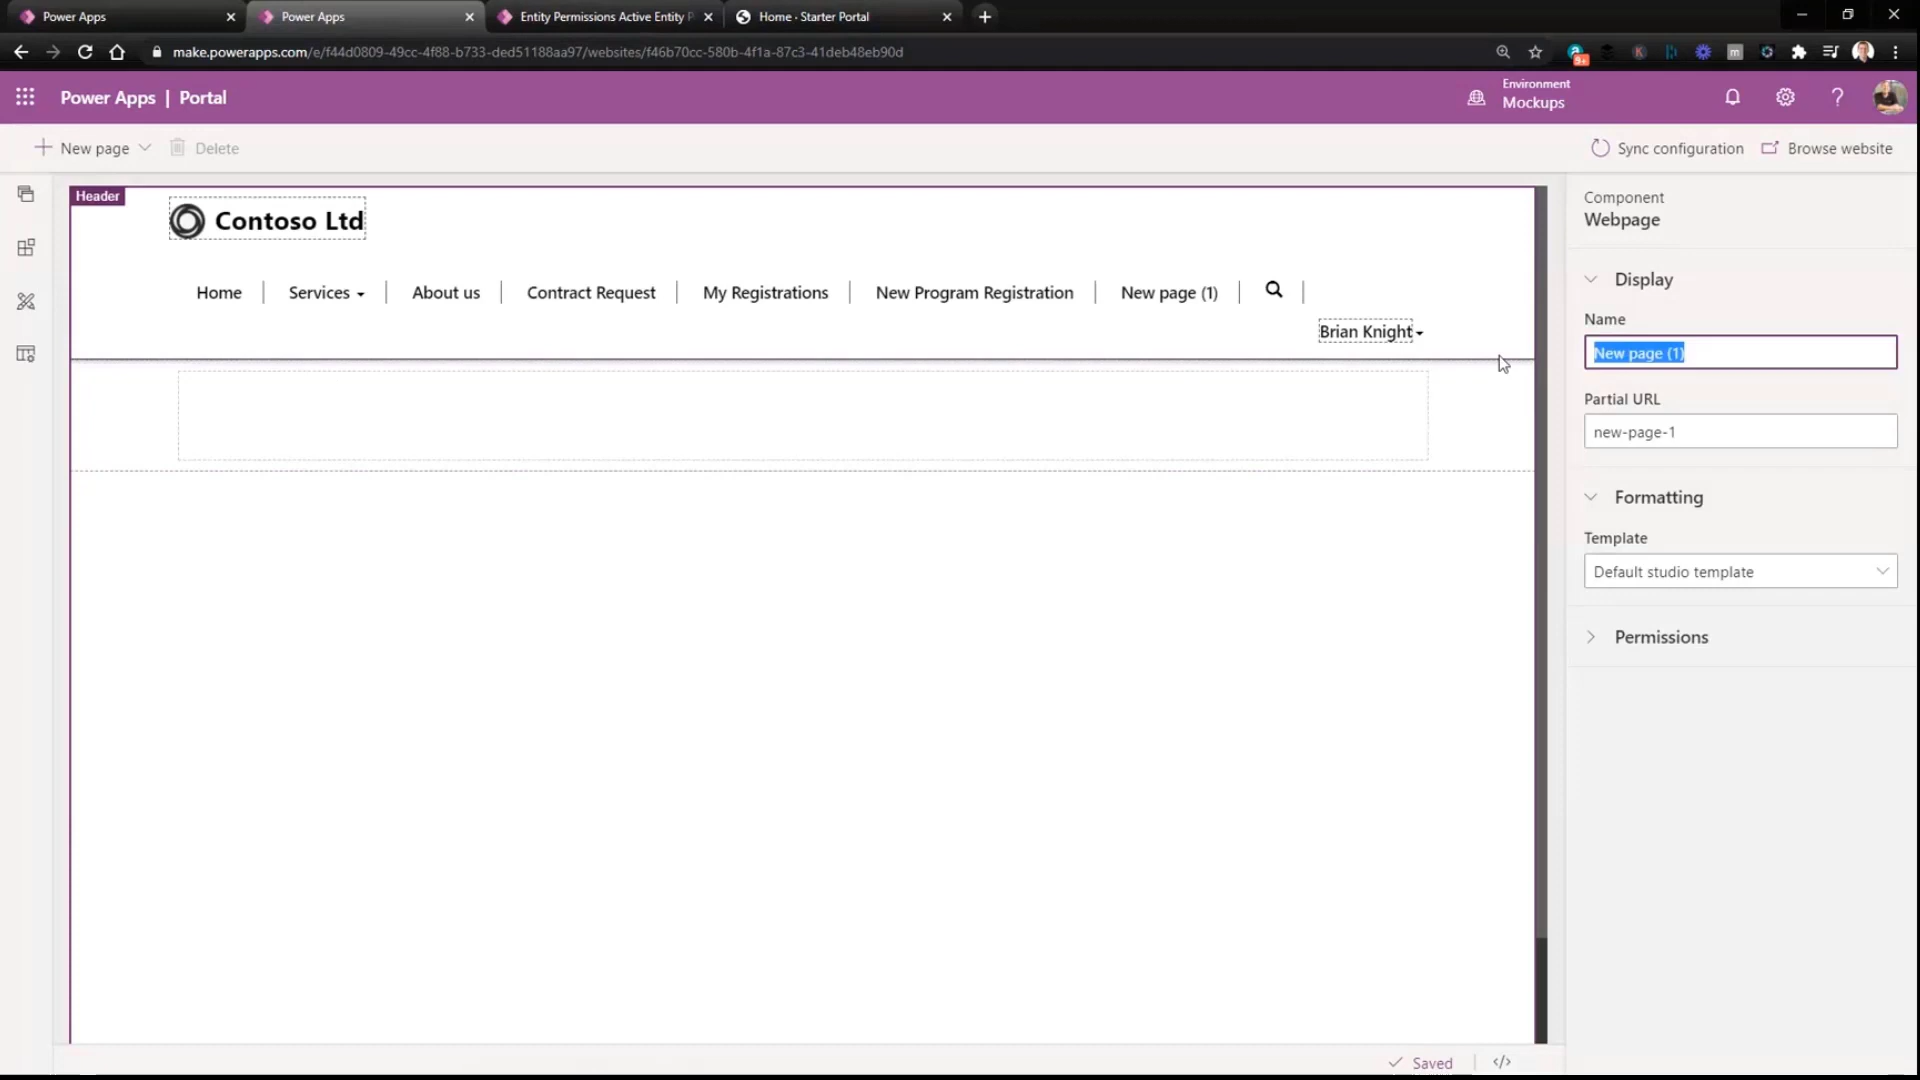 Power Apps
Power Apps
Entity Permissions Active Entity P
Home · Starter Portal
make.powerapps.com/e/f44d0809-49cc-4f88-b733-ded51188aa97/websites/f46b70cc-580b-4f1a-87c3-41deb48eb90d
9+
K
m
Power Apps | Portal
Environment
Mockups
?
New page
Delete
Sync configuration
Browse website
Header
Contoso Ltd
Home
Services
About us
Contract Request
My Registrations
New Program Registration
New page (1)
Brian Knight
Component
Webpage
Display
Name
New page (1)
Partial URL
new-page-1
Formatting
Template
Default studio template
Permissions
Saved
</>